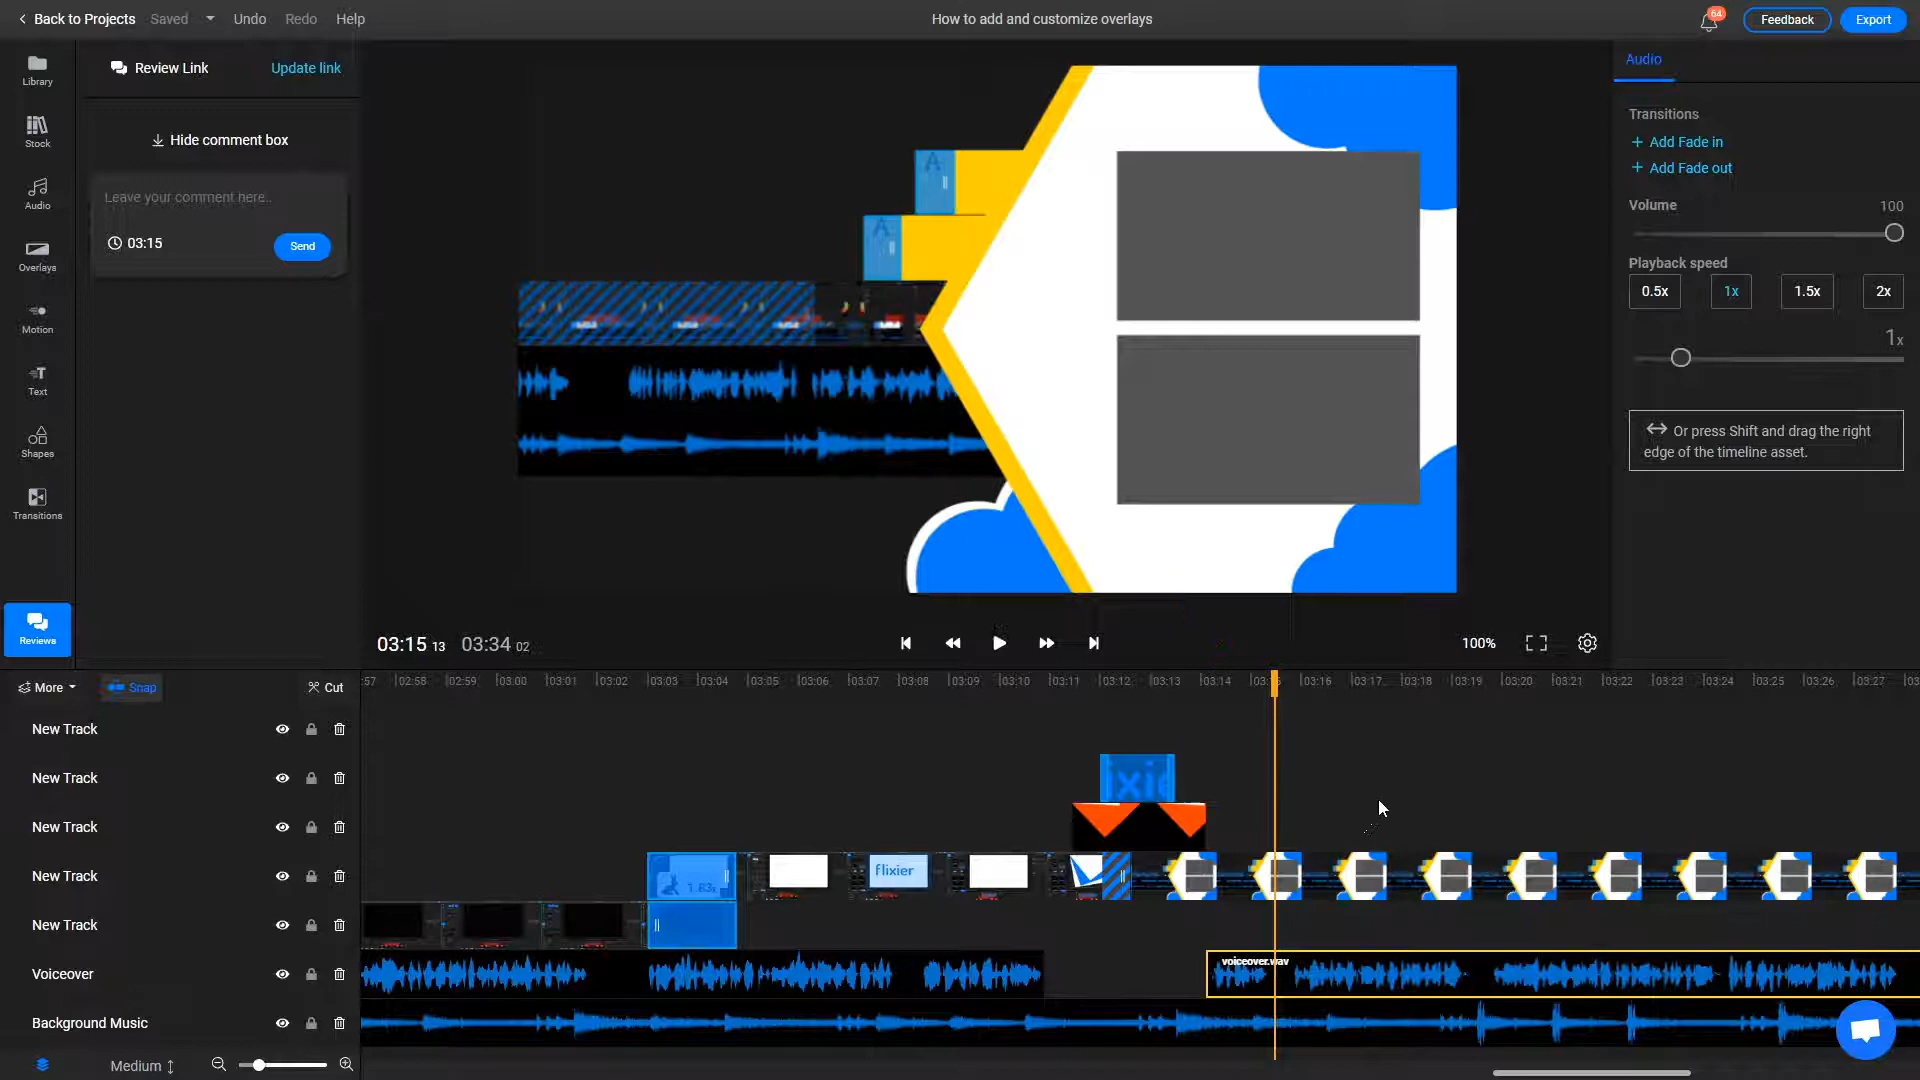 Back to Projects Saved Undo Redo Help How to add and customize overlays 64 Feedback Export
Library
Stock
Audio
Overlays
Motion
Text
Shapes
Transitions
Reviews
Review Link Update link
Hide comment box
Leave your comment here..
03:15 Send
A
A
Audio
Transitions
+ Add Fade in
+ Add Fade out
Volume 100
Playback speed
0.5x 1x 1.5x 2x
1x
Or press Shift and drag the right
edge of the timeline asset.
03:15 13 03:34 02 100%
More Snap Cut
:57 02:58 02:59 03:00 03:01 03:02 03:03 03:04 03:05 03:06 03:07 03:08 03:09 03:10 03:11 03:12 03:13 03:14 03:15 03:16 03:17 03:18 03:19 03:20 03:21 03:22 03:23 03:24 03:25 03:26 03:27 03
New Track
New Track
New Track
New Track
1.63s flixier
New Track
Voiceover voiceover.wav
Background Music
Medium